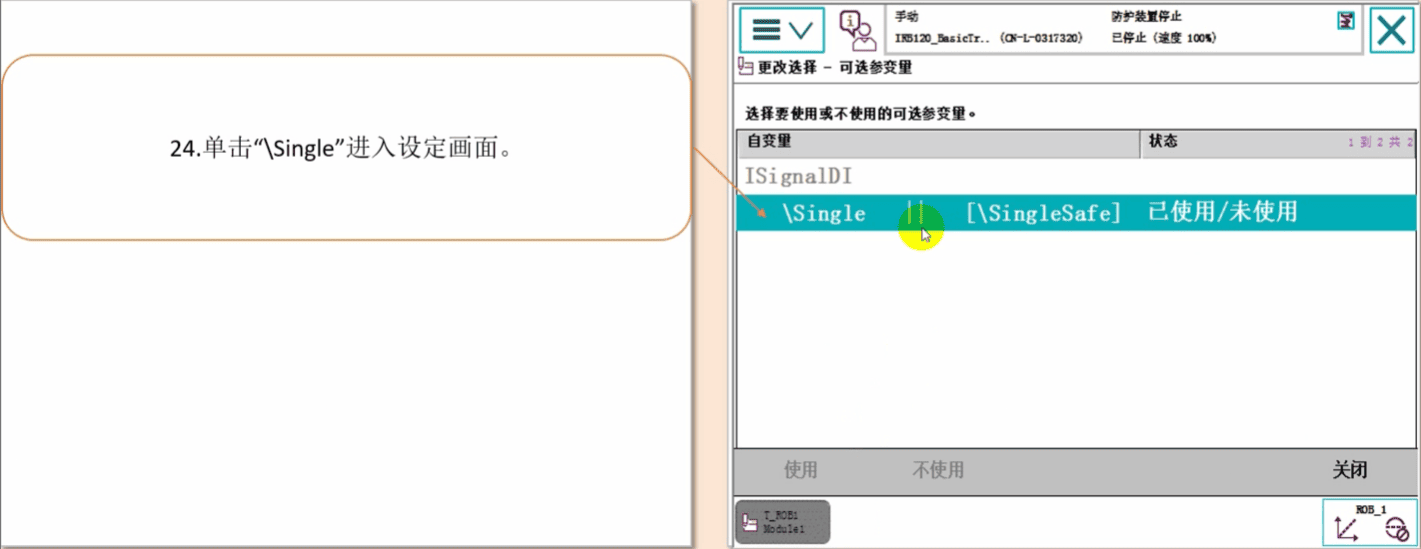 24.单击“\Single”进入设定画面。
手动
防护装置停止
IRB120_BasicTr.. (CN-L-0317320)
已停止 (速度 100%)
更改选择 - 可选参变量
选择要使用或不使用的可选参变量。
自变量
状态
1 到 2 共 2
ISignalDI
\Single || [\SingleSafe] 已使用/未使用
使用
不使用
关闭
T_ROB1
Module1
ROB_1